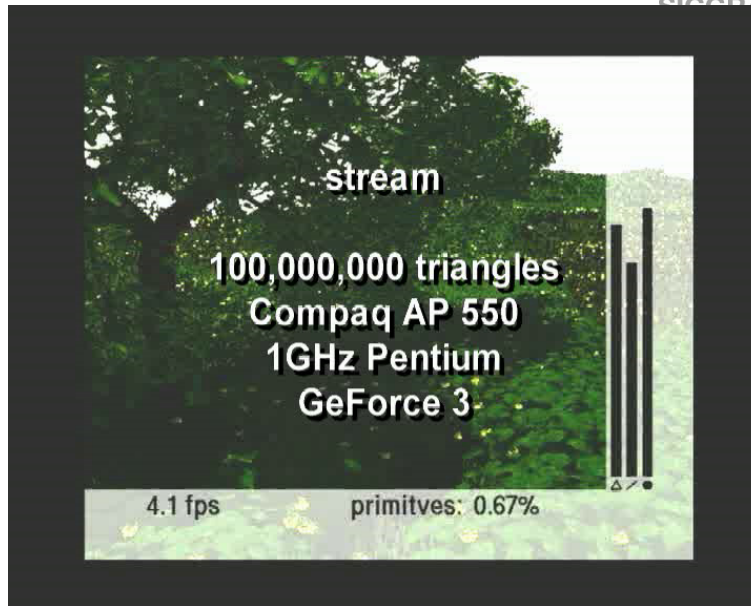 stream
100,000,000 triangles
Compaq AP 550
1GHz Pentium
GeForce 3
4.1 fps primitves: 0.67%